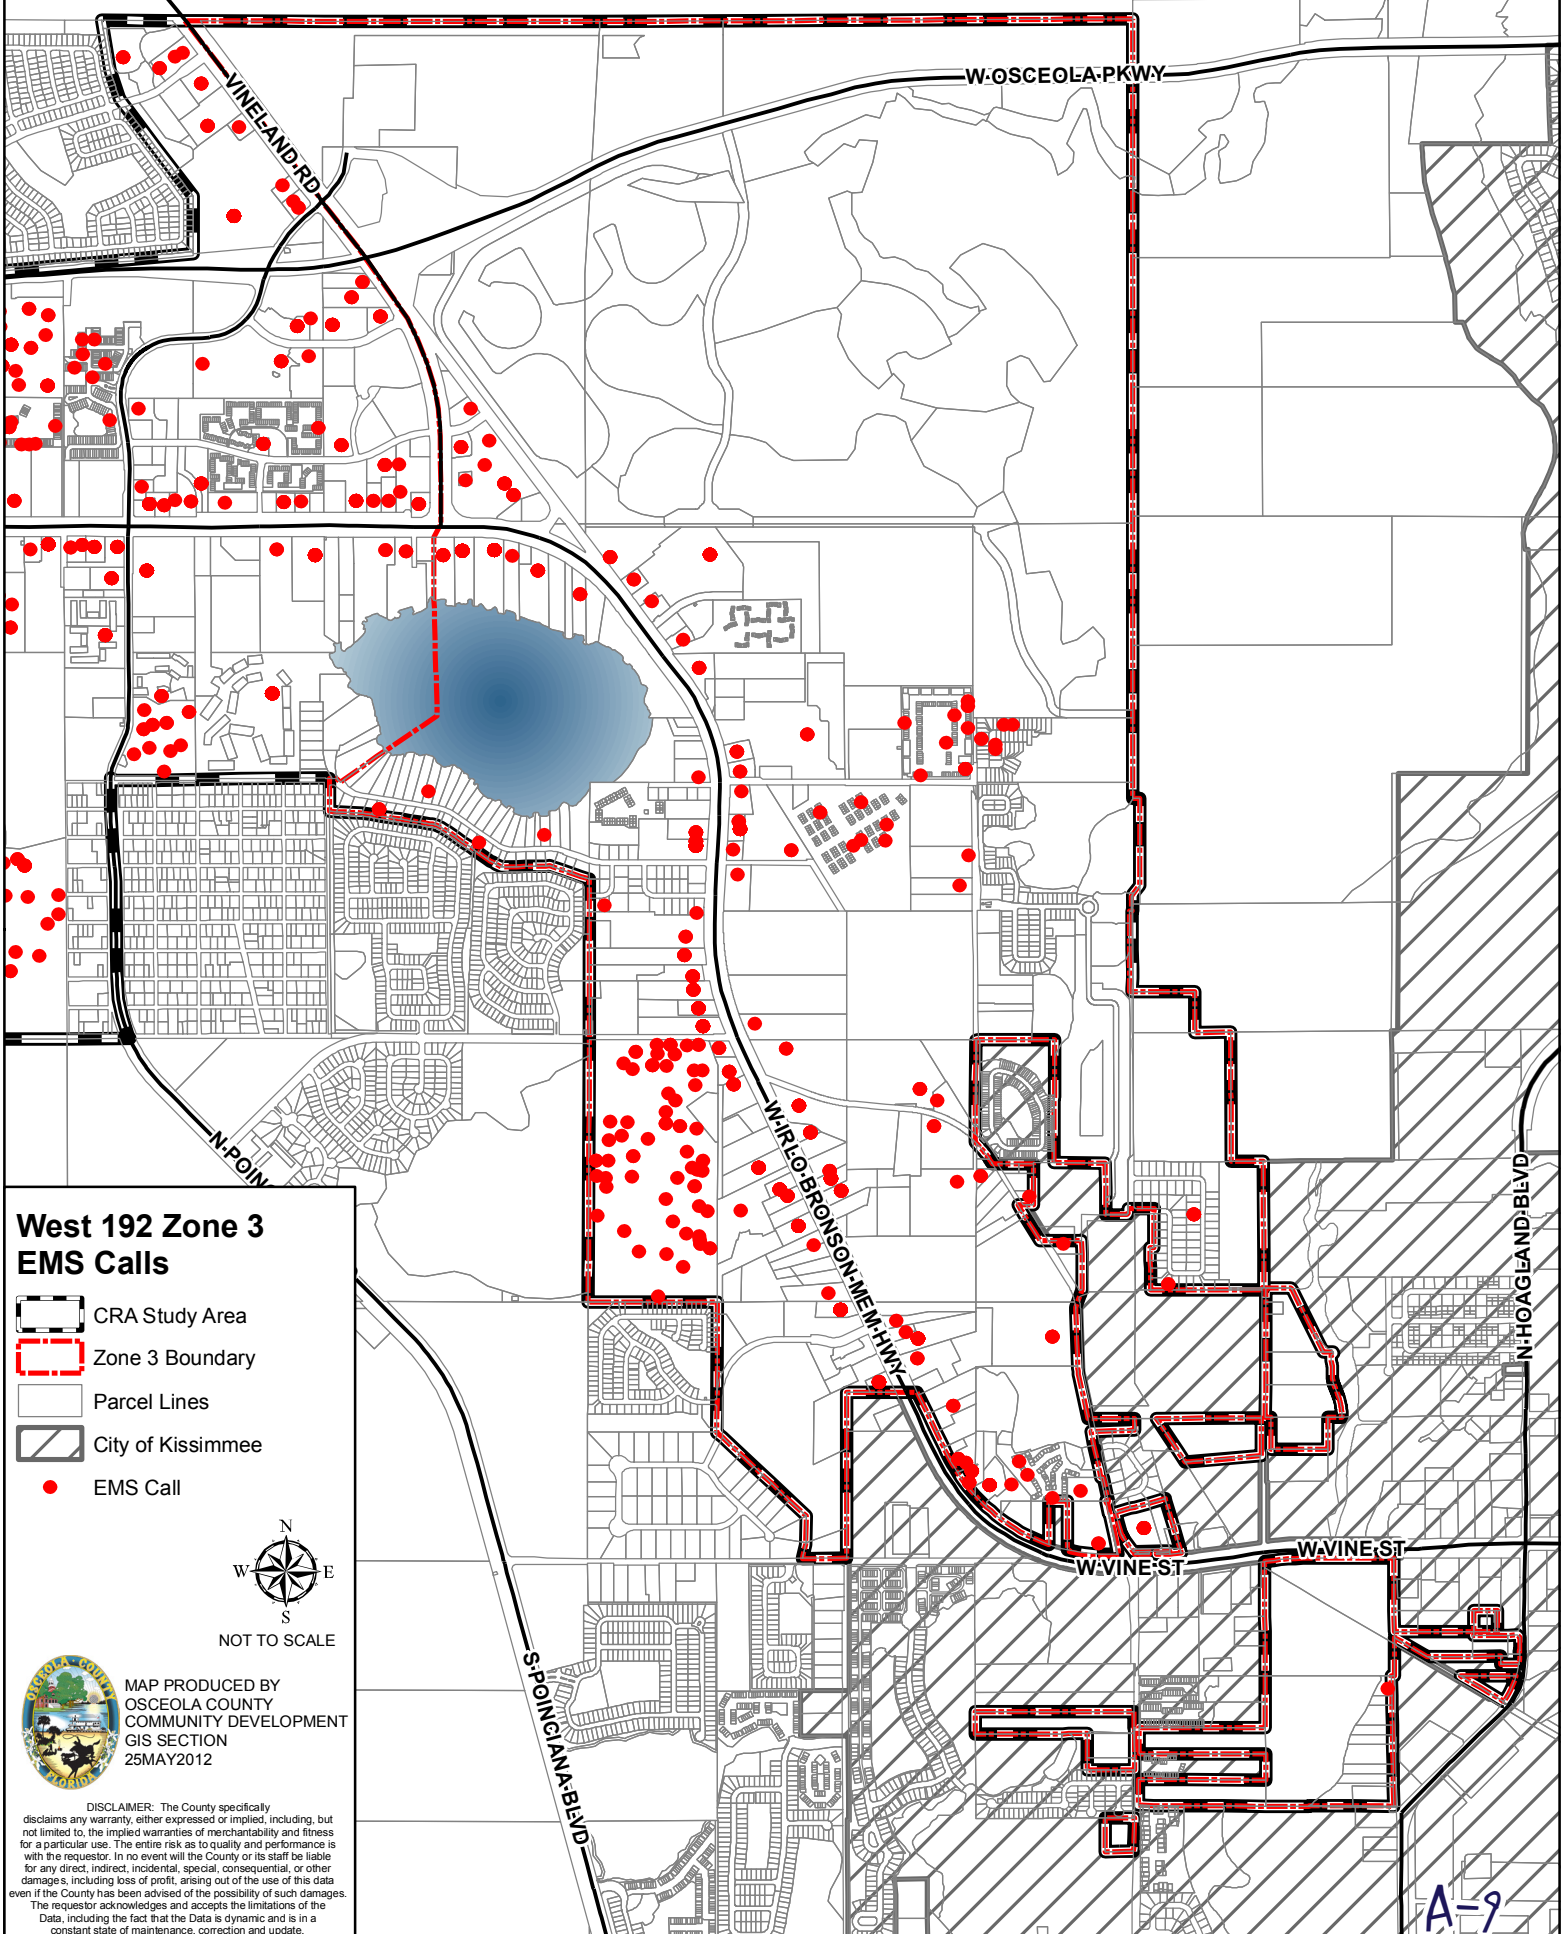 W OSCEOLA PKWY
VINELAND RD
W IRLO BRONSON MEM HWY
N POINC
N HOAGLAND BLVD
West 192 Zone 3
EMS Calls
CRA Study Area
Zone 3 Boundary
Parcel Lines
City of Kissimmee
EMS Call
N
W E
S
NOT TO SCALE
W VINE ST
W VINE ST
S POINCIANA BLVD
OSCEOLA COUNTY
FLORIDA
MAP PRODUCED BY
OSCEOLA COUNTY
COMMUNITY DEVELOPMENT
GIS SECTION
25MAY2012
DISCLAIMER: The County specifically
disclaims any warranty, either expressed or implied, including, but
not limited to, the implied warranties of merchantability and fitness
for a particular use. The entire risk as to quality and performance is
with the requestor. In no event will the County or its staff be liable
for any direct, indirect, incidental, special, consequential, or other
damages, including loss of profit, arising out of the use of this data
even if the County has been advised of the possibility of such damages.
The requestor acknowledges and accepts the limitations of the
Data, including the fact that the Data is dynamic and is in a
constant state of maintenance, correction and update.
A-9